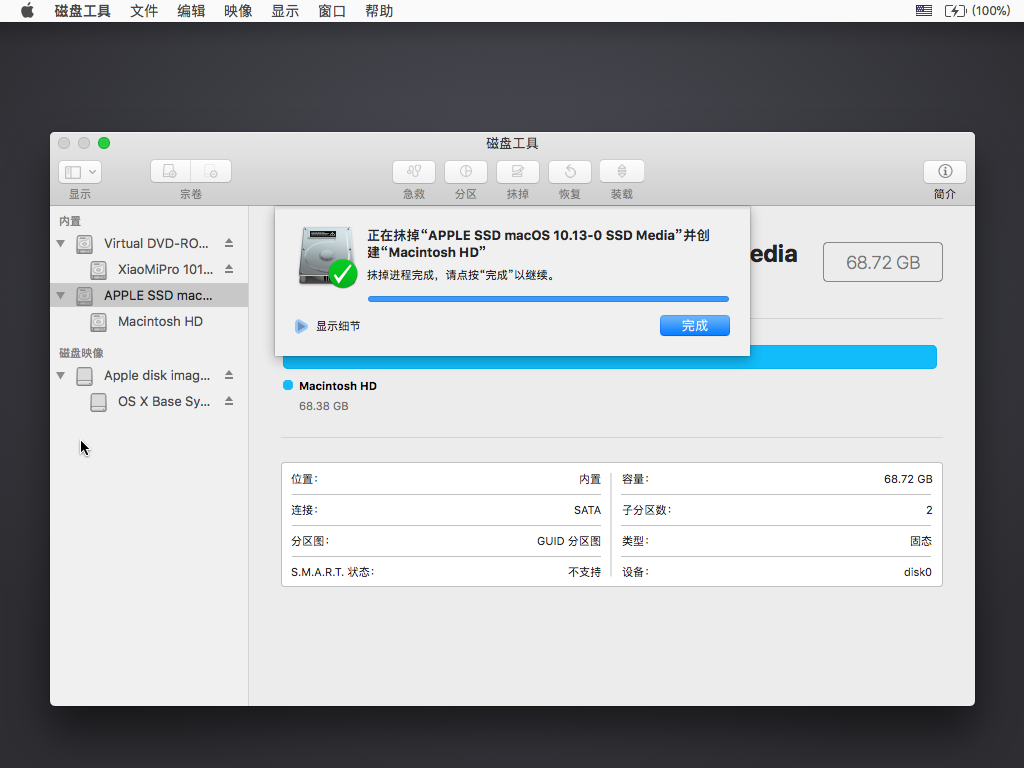 磁盘工具 文件 编辑 映像 显示 窗口 帮助 (100%)
磁盘工具
显示 宗卷 急救 分区 抹掉 恢复 装载 简介
内置
Virtual DVD-RO...
XiaoMiPro 101...
APPLE SSD mac...
Macintosh HD
磁盘映像
Apple disk imag...
OS X Base Sy...
正在抹掉“APPLE SSD macOS 10.13-0 SSD Media”并创
建“Macintosh HD”
抹掉进程完成，请点按“完成”以继续。
显示细节
完成
edia
68.72 GB
Macintosh HD
68.38 GB
位置： 内置
连接： SATA
分区图： GUID 分区图
S.M.A.R.T. 状态： 不支持
容量： 68.72 GB
子分区数： 2
类型： 固态
设备： disk0